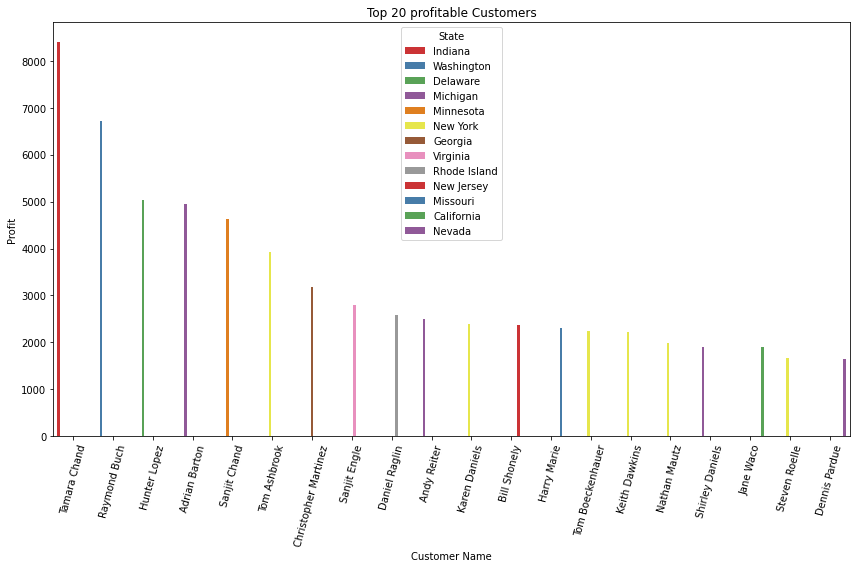 Top 20 profitable Customers
State
Indiana
Washington
Delaware
Michigan
Minnesota
New York
Georgia
Virginia
Rhode Island
New Jersey
Missouri
California
Nevada
Profit
8000
7000
6000
5000
4000
3000
2000
1000
0
Tamara Chand
Raymond Buch
Hunter Lopez
Adrian Barton
Sanjit Chand
Tom Ashbrook
Christopher Martinez
Sanjit Engle
Daniel Raglin
Andy Reiter
Karen Daniels
Bill Shonely
Harry Marie
Tom Boeckenhauer
Keith Dawkins
Nathan Mautz
Shirley Daniels
Jane Waco
Steven Roelle
Dennis Pardue
Customer Name